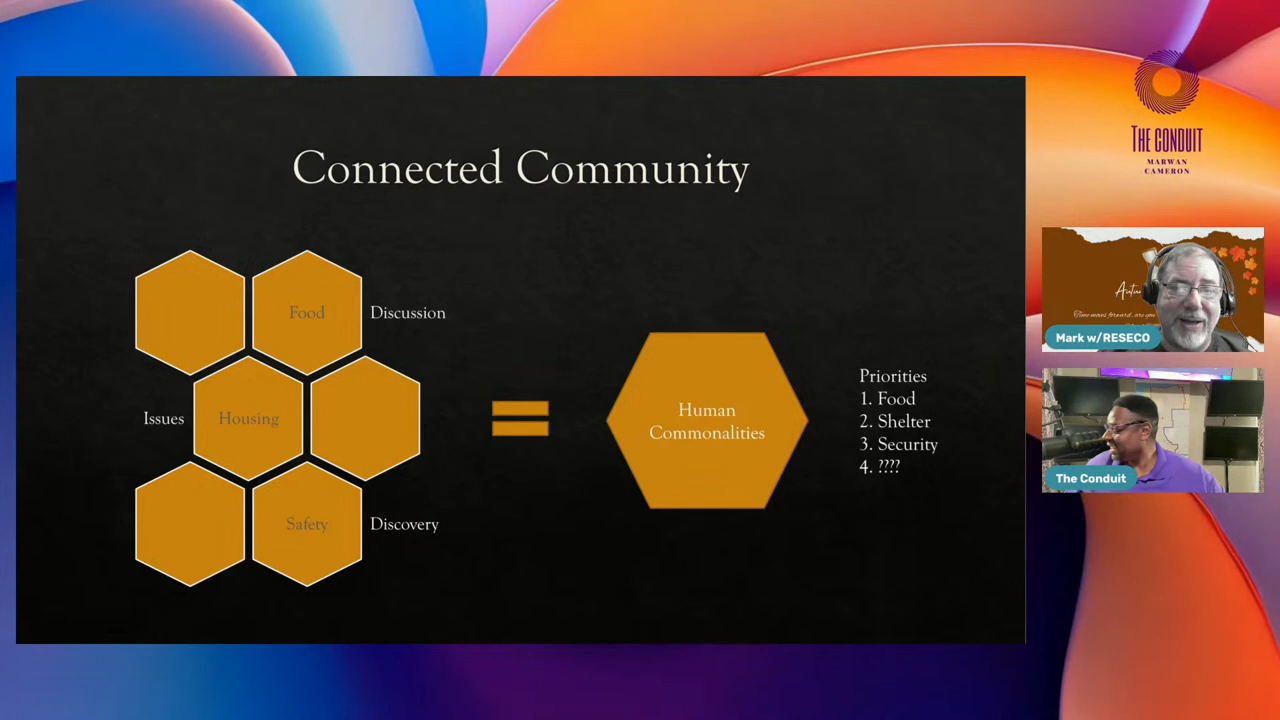 Connected Community
Food
Discussion
Issues
Housing
Safety
Discovery
Human
Commonalities
Priorities
1. Food
2. Shelter
3. Security
4. ????
THE CONDUIT
MARWAN
CAMERON
Mark w/RESECO
The Conduit